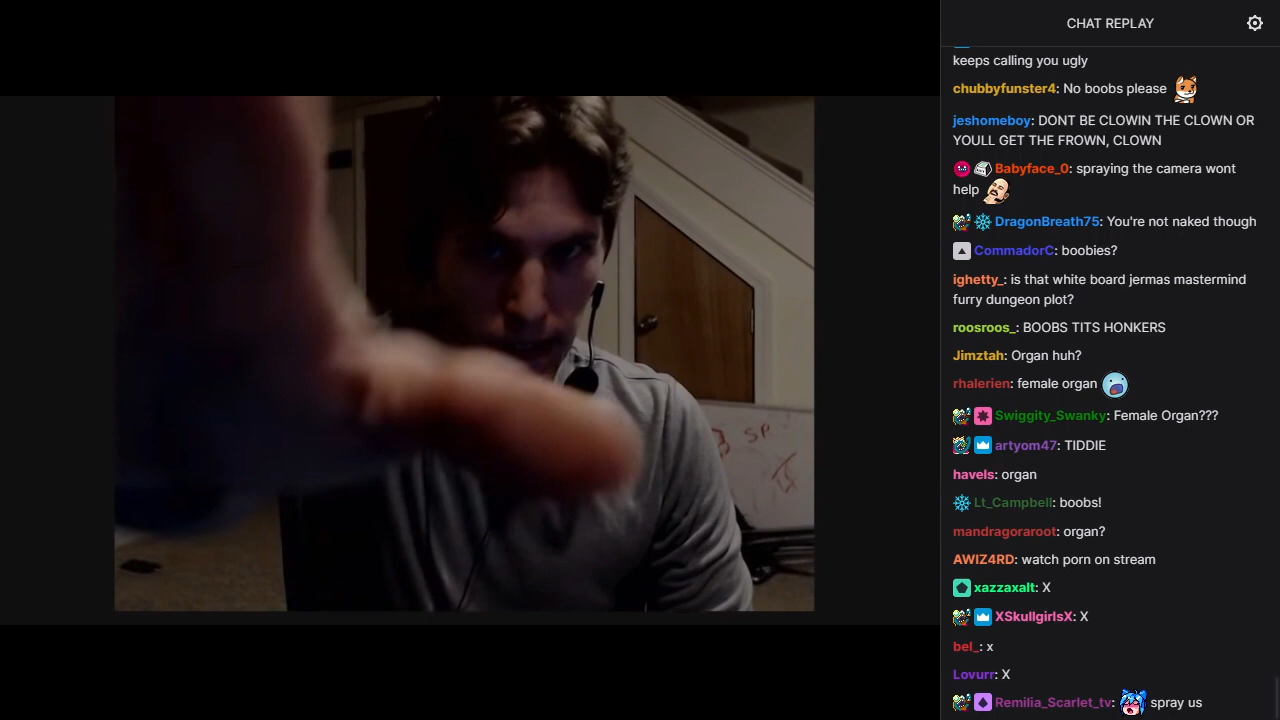 CHAT REPLAY
keeps calling you ugly
chubbyfunster4: No boobs please
jeshomeboy: DONT BE CLOWIN THE CLOWN OR
YOULL GET THE FROWN, CLOWN
Babyface_0: spraying the camera wont
help
DragonBreath75: You're not naked though
CommadorC: boobies?
ighetty_: is that white board jermas mastermind
furry dungeon plot?
roosroos_: BOOBS TITS HONKERS
Jimztah: Organ huh?
rhalerien: female organ
Swiggity_Swanky: Female Organ???
artyom47: TIDDIE
havels: organ
Lt_Campbell: boobs!
mandragoraroot: organ?
AWIZ4RD: watch porn on stream
xazzaxalt: X
XSkullgirlsX: X
bel_: x
Lovurr: X
Remilia_Scarlet_tv: spray us
SP